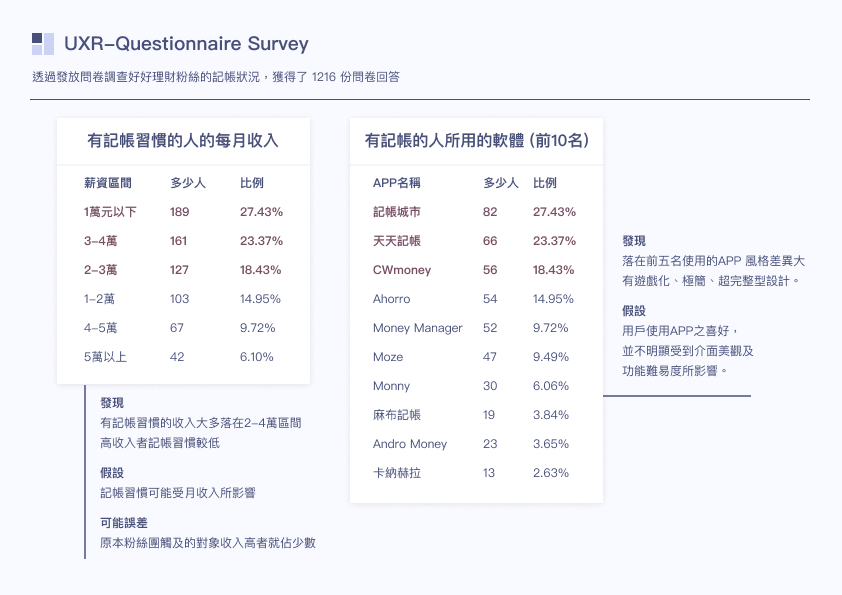 UXR-Questionnaire Survey
透過發放問卷調查好好理財粉絲的記帳狀況，獲得了 1216 份問卷回答
有記帳習慣的人的每月收入
薪資區間 多少人 比例
1萬元以下 189 27.43%
3-4萬 161 23.37%
2-3萬 127 18.43%
1-2萬 103 14.95%
4-5萬 67 9.72%
5萬以上 42 6.10%
發現
有記帳習慣的收入大多落在2-4萬區間
高收入者記帳習慣較低
假設
記帳習慣可能受月收入所影響
可能誤差
原本粉絲團觸及的對象收入高者就佔少數
有記帳的人所用的軟體 (前10名)
APP名稱 多少人 比例
記帳城市 82 27.43%
天天記帳 66 23.37%
CWmoney 56 18.43%
Ahorro 54 14.95%
Money Manager 52 9.72%
Moze 47 9.49%
Monny 30 6.06%
麻布記帳 19 3.84%
Andro Money 23 3.65%
卡納赫拉 13 2.63%
發現
落在前五名使用的APP 風格差異大
有遊戲化、極簡、超完整型設計。
假設
用戶使用APP之喜好，
並不明顯受到介面美觀及
功能難易度所影響。